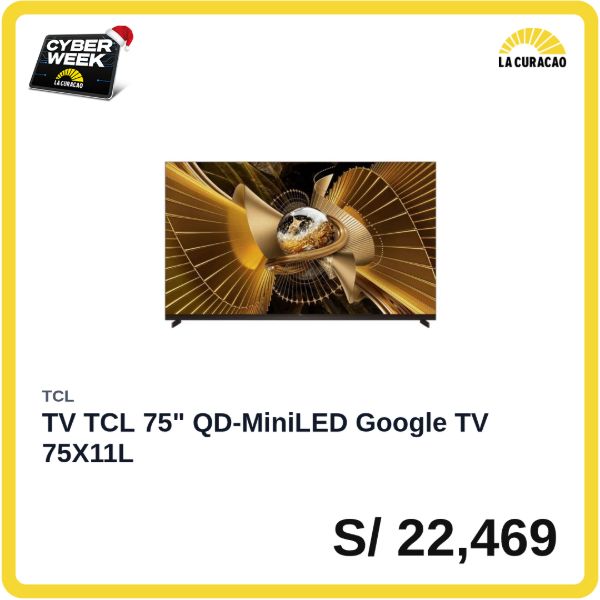 CYBER
WEEK
LA CURACAO
LA CURACAO
TCL
TV TCL 75" QD-MiniLED Google TV
75X11L
S/ 22,469